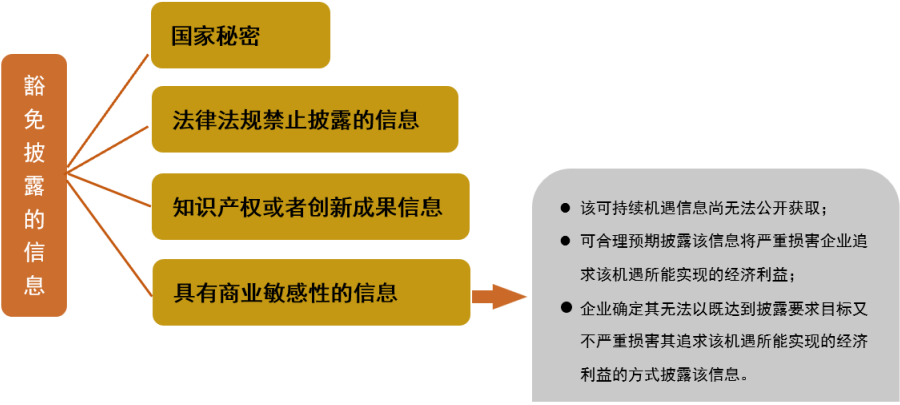 豁免披露的信息
国家秘密
法律法规禁止披露的信息
知识产权或者创新成果信息
具有商业敏感性的信息
● 该可持续机遇信息尚无法公开获取；
● 可合理预期披露该信息将严重损害企业追
求该机遇所能实现的经济利益；
● 企业确定其无法以既达到披露要求目标又
不严重损害其追求该机遇所能实现的经济
利益的方式披露该信息。